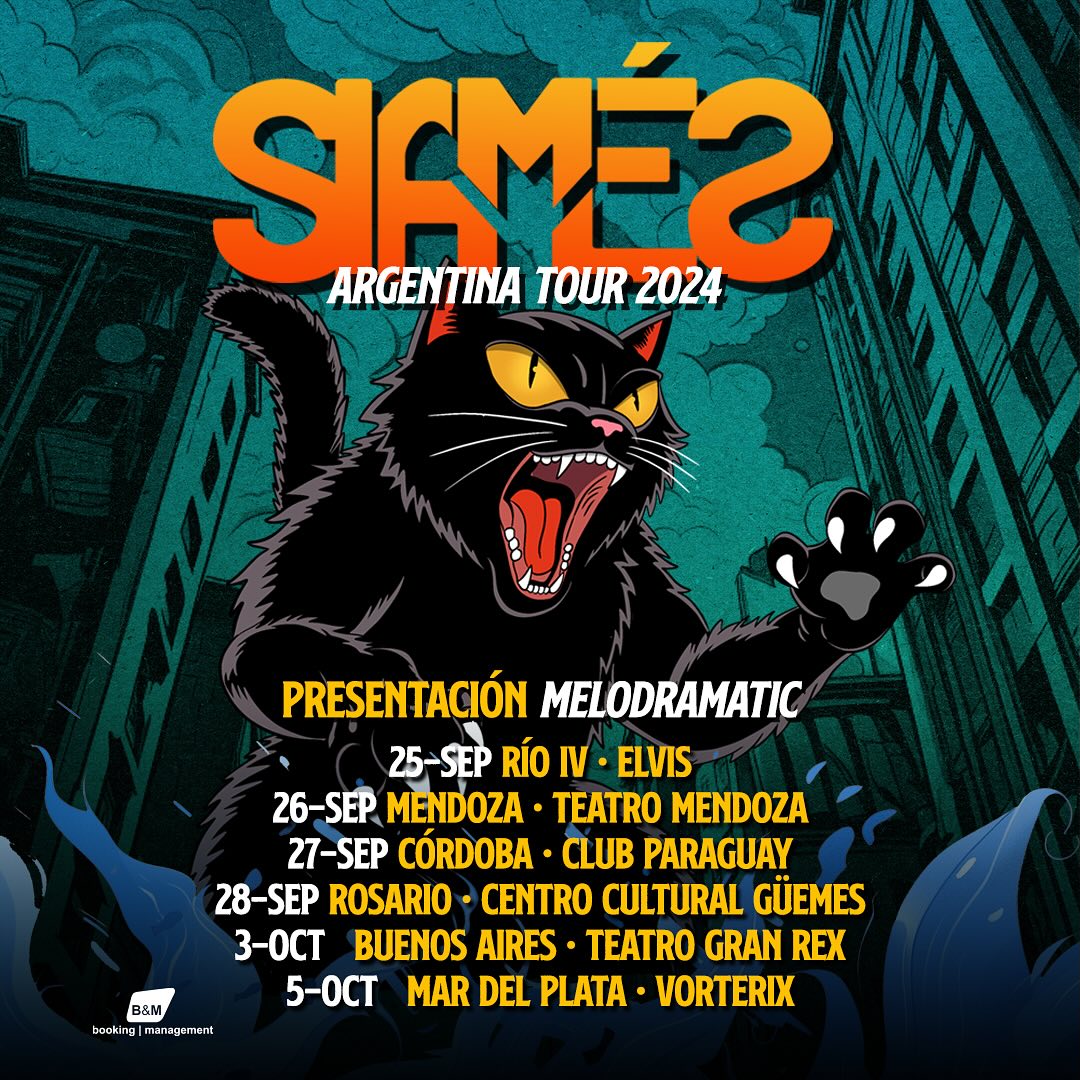 SIAMÉS
ARGENTINA TOUR 2024
PRESENTACIÓN MELODRAMATIC
25-SEP RÍO IV · ELVIS
26-SEP MENDOZA · TEATRO MENDOZA
27-SEP CÓRDOBA · CLUB PARAGUAY
28-SEP ROSARIO · CENTRO CULTURAL GÜEMES
3-OCT BUENOS AIRES · TEATRO GRAN REX
5-OCT MAR DEL PLATA · VORTERIX
B&M
booking | management